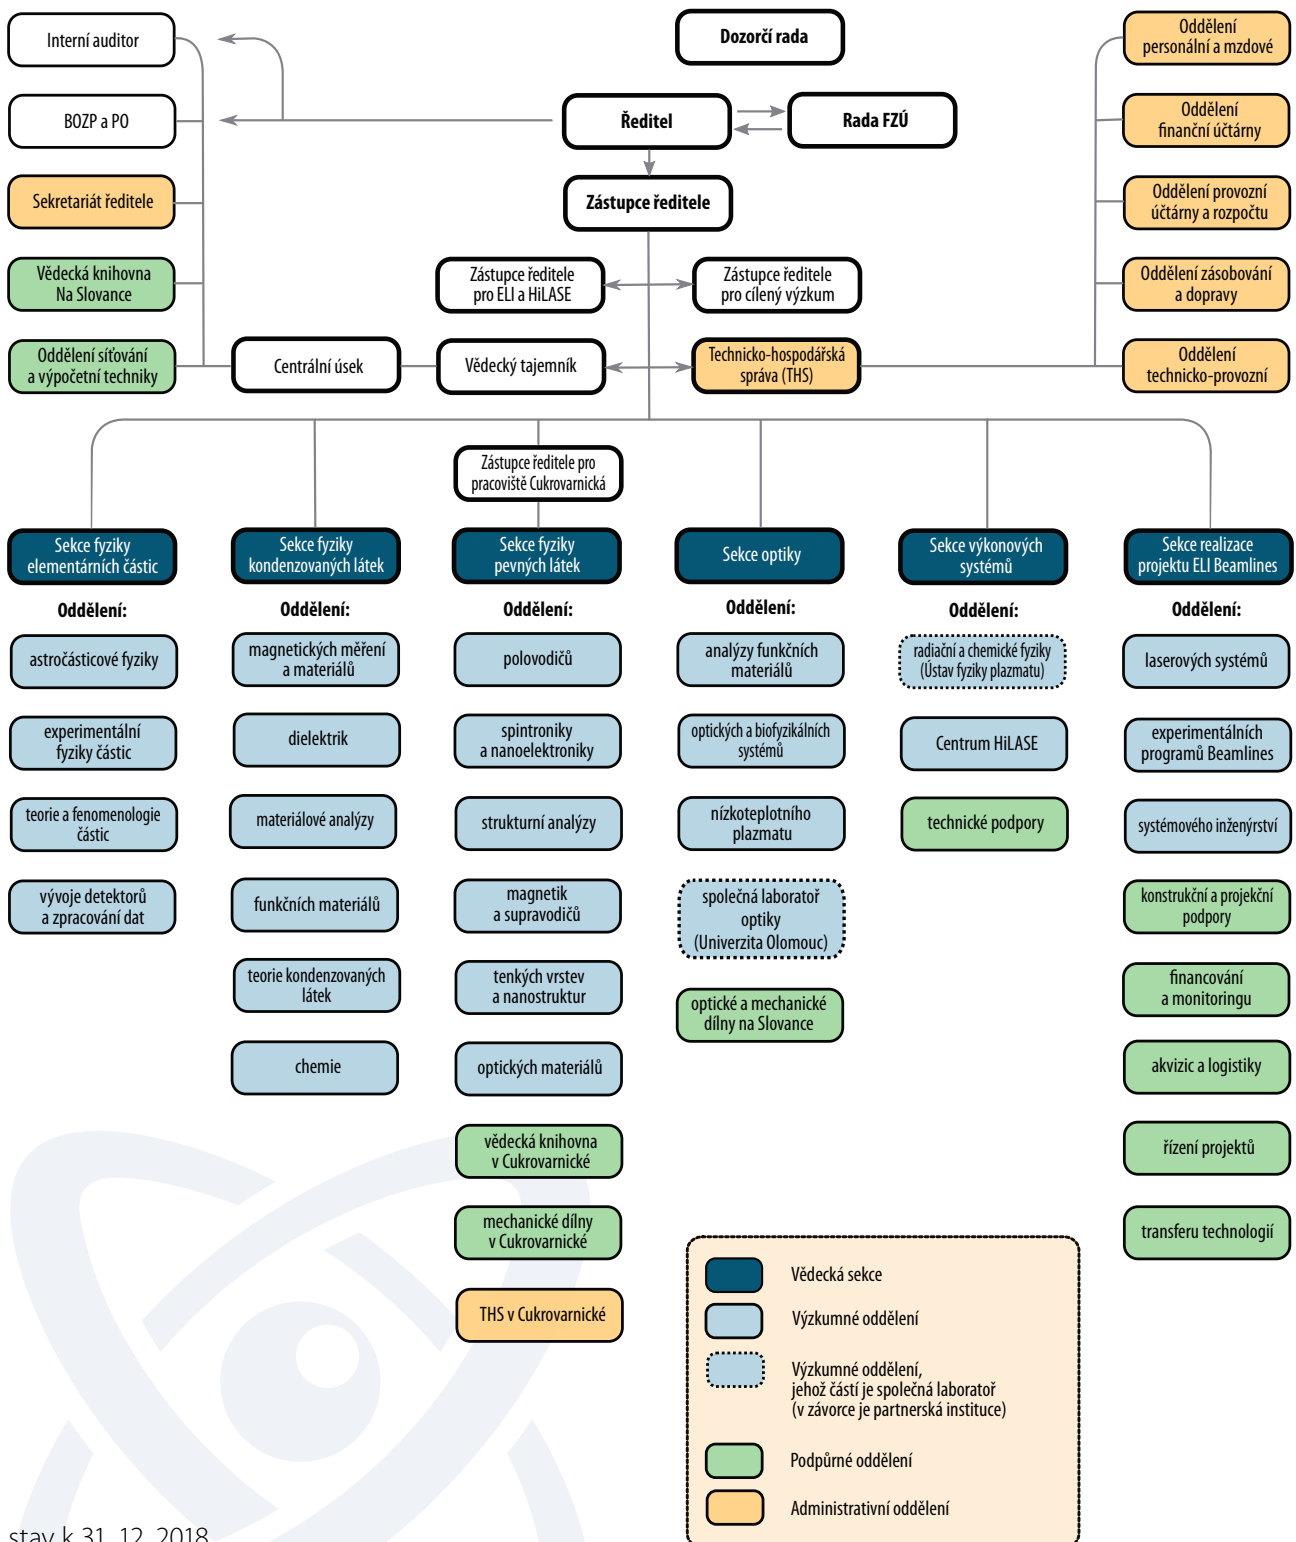 Interní auditor
Dozorčí rada
Oddělení
personální a mzdové
BOZP a PO
Ředitel
Rada FZÚ
Oddělení
finanční účtárny
Sekretariát ředitele
Zástupce ředitele
Oddělení provozní
účtárny a rozpočtu
Vědecká knihovna
Na Slovance
Zástupce ředitele
pro ELI a HiLASE
Zástupce ředitele
pro cílený výzkum
Oddělení zásobování
a dopravy
Oddělení síťování
a výpočetní techniky
Centrální úsek
Vědecký tajemník
Technicko-hospodářská
správa (THS)
Oddělení
technicko-provozní
Zástupce ředitele pro
pracoviště Cukrovarnická
Sekce fyziky
elementárních částic
Sekce fyziky
kondenzovaných látek
Sekce fyziky
pevných látek
Sekce optiky
Sekce výkonových
systémů
Sekce realizace
projektu ELI Beamlines
Oddělení:
Oddělení:
Oddělení:
Oddělení:
Oddělení:
Oddělení:
astročásticové fyziky
experimentální
fyziky částic
teorie a fenomenologie
částic
vývoje detektorů
a zpracování dat
magnetických měření
a materiálů
dielektrik
materiálové analýzy
funkčních materiálů
teorie kondenzovaných
látek
chemie
polovodičů
spintroniky
a nanoelektroniky
strukturní analýzy
magnetik
a supravodičů
tenkých vrstev
a nanostruktur
optických materiálů
vědecká knihovna
v Cukrovarnické
mechanické dílny
v Cukrovarnické
THS v Cukrovarnické
analýzy funkčních
materiálů
optických a biofyzikálních
systémů
nízkoteplotního
plazmatu
společná laboratoř
optiky
(Univerzita Olomouc)
optické a mechanické
dílny na Slovance
radiační a chemické fyziky
(Ústav fyziky plazmatu)
Centrum HiLASE
technické podpory
laserových systémů
experimentálních
programů Beamlines
systémového inženýrství
konstrukční a projekční
podpory
financování
a monitoringu
akvizic a logistiky
řízení projektů
transferu technologií
Vědecká sekce
Výzkumné oddělení
Výzkumné oddělení,
jehož částí je společná laboratoř
(v závorce je partnerská instituce)
Podpůrné oddělení
Administrativní oddělení
stav k 31. 12. 2018